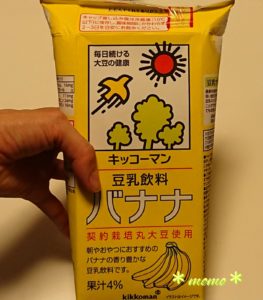 毎日続ける
大豆の健康
キッコーマン
豆乳飲料
バナナ
契約栽培丸大豆使用
朝やおやつにおすすめの
バナナの香り豊かな
豆乳飲料です。
果汁4%
kikkoman
*momo*